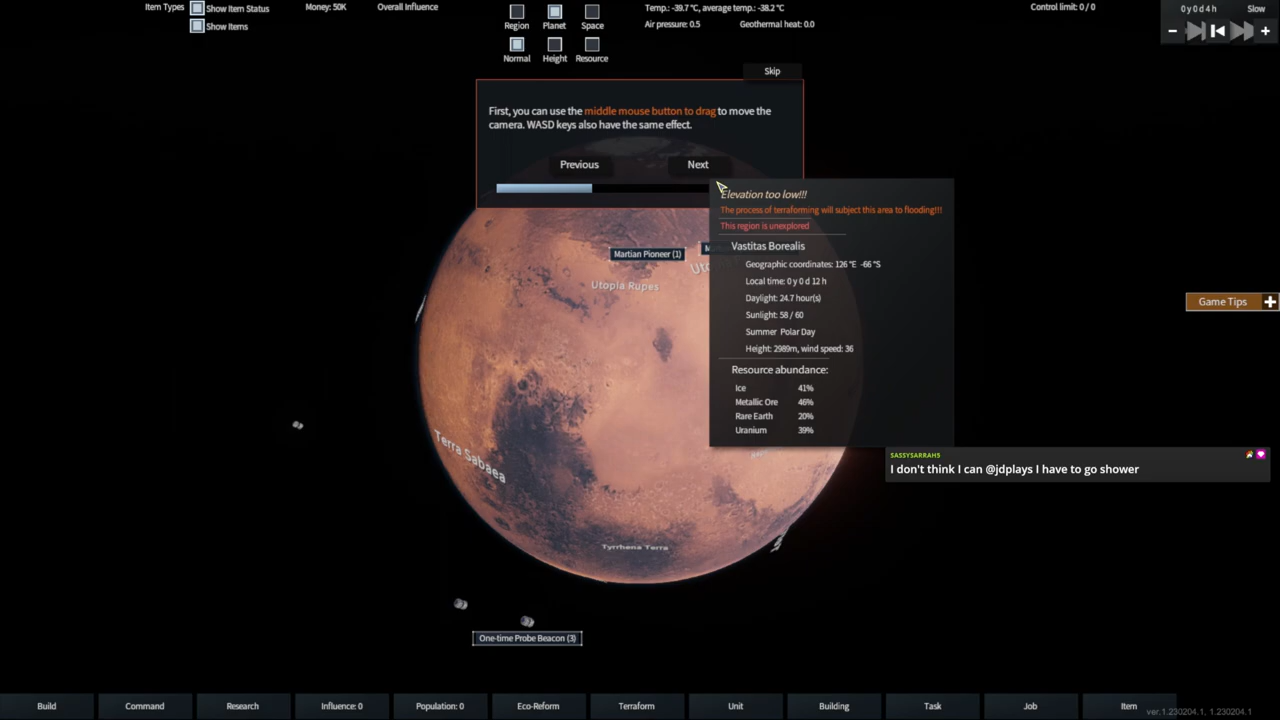 Item Types
Show Item Status
Show Items
Money: 50K
Overall Influence
Region
Planet
Space
Normal
Height
Resource
Temp.: -39.7 °C, average temp.: -38.2 °C
Air pressure: 0.5
Geothermal heat: 0.0
Control limit: 0 / 0
0 y 0 d 4 h
Slow
Skip
First, you can use the middle mouse button to drag to move the
camera. WASD keys also have the same effect.
Previous
Next
Elevation too low!!!
The process of terraforming will subject this area to flooding!!!
This region is unexplored
Vastitas Borealis
Geographic coordinates: 126 °E -66 °S
Local time: 0 y 0 d 12 h
Daylight: 24.7 hour(s)
Sunlight: 58 / 60
Summer Polar Day
Height: 2989m, wind speed: 36
Resource abundance:
Ice 41%
Metallic Ore 46%
Rare Earth 20%
Uranium 39%
Martian Pioneer (1)
Utopia Rupes
Terra Sabaea
Tyrrhena Terra
One-time Probe Beacon (3)
Game Tips
SASSYSARRAH5
I don't think I can @jdplays I have to go shower
Build
Command
Research
Influence: 0
Population: 0
Eco-Reform
Terraform
Unit
Building
Task
Job
Item
ver.1.230204.1, 1.230204.1